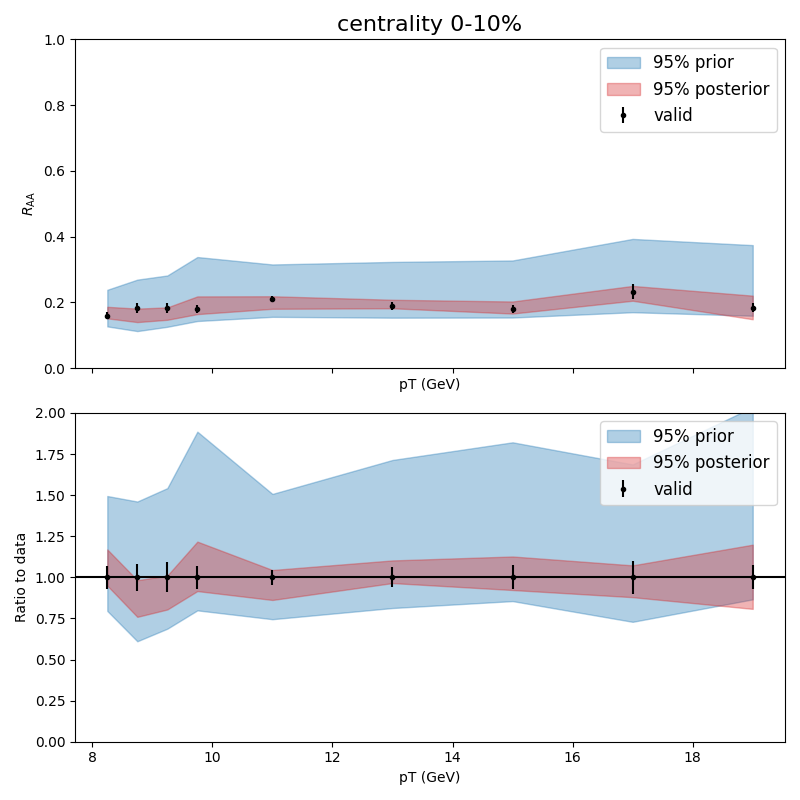 centrality 0-10%
1.0
0.8
0.6
0.4
0.2
0.0
R_AA
95% prior
95% posterior
valid
pT (GeV)
2.00
1.75
1.50
1.25
1.00
0.75
0.50
0.25
0.00
Ratio to data
95% prior
95% posterior
valid
8 10 12 14 16 18
pT (GeV)